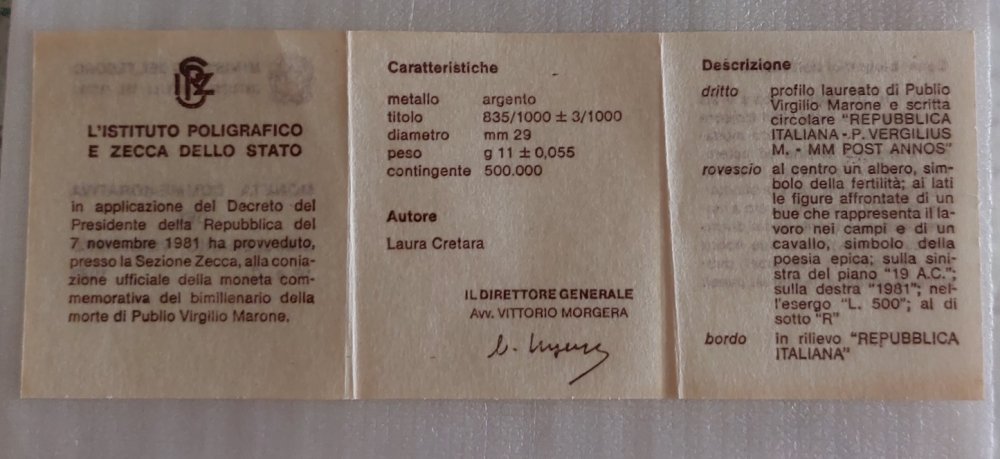 L'ISTITUTO POLIGRAFICO
E ZECCA DELLO STATO
in applicazione del Decreto del
Presidente della Repubblica del
7 novembre 1981 ha provveduto,
presso la Sezione Zecca, alla conia-
zione ufficiale della moneta com-
memorativa del bimillenario della
morte di Publio Virgilio Marone.
Caratteristiche
metallo argento
titolo 835/1000 ± 3/1000
diametro mm 29
peso g 11 ± 0,055
contingente 500.000
Autore
Laura Cretara
IL DIRETTORE GENERALE
Avv. VITTORIO MORGERA
Descrizione
dritto profilo laureato di Publio
Virgilio Marone e scritta
circolare "REPUBBLICA
ITALIANA - P. VERGILIUS
M. - MM POST ANNOS"
rovescio al centro un albero, sim-
bolo della fertilità; ai lati
le figure affrontate di un
bue che rappresenta il la-
voro nei campi e di un
cavallo, simbolo della
poesia epica; sulla sini-
stra del piano "19 A.C.";
sulla destra "1981"; nel-
l'esergo "L. 500"; al di
sotto "R"
bordo in rilievo "REPUBBLICA
ITALIANA"